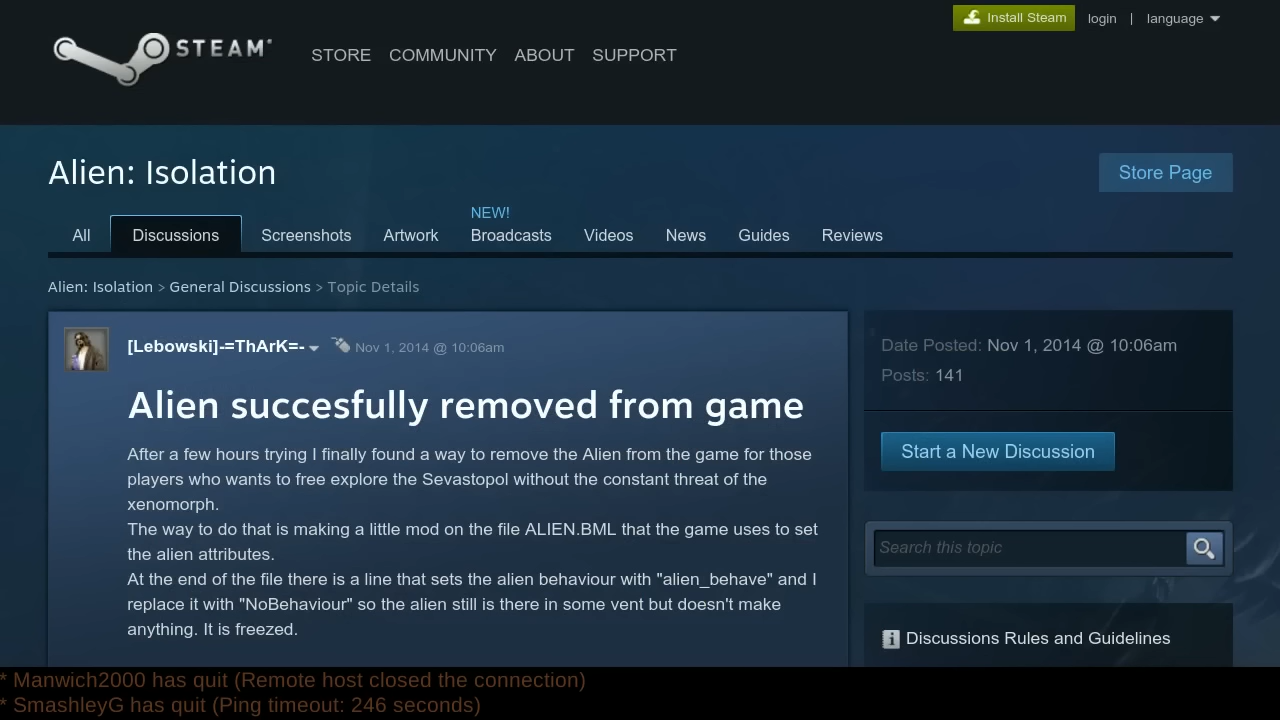 Install Steam
login | language
STEAM®
STORE COMMUNITY ABOUT SUPPORT
Alien: Isolation
Store Page
NEW!
All Discussions Screenshots Artwork Broadcasts Videos News Guides Reviews
Alien: Isolation > General Discussions > Topic Details
[Lebowski]-=ThArK=- Nov 1, 2014 @ 10:06am
Alien succesfully removed from game
After a few hours trying I finally found a way to remove the Alien from the game for those
players who wants to free explore the Sevastopol without the constant threat of the
xenomorph.
The way to do that is making a little mod on the file ALIEN.BML that the game uses to set
the alien attributes.
At the end of the file there is a line that sets the alien behaviour with "alien_behave" and I
replace it with "NoBehaviour" so the alien still is there in some vent but doesn't make
anything. It is freezed.
Date Posted: Nov 1, 2014 @ 10:06am
Posts: 141
Start a New Discussion
Search this topic
Discussions Rules and Guidelines
* Manwich2000 has quit (Remote host closed the connection)
* SmashleyG has quit (Ping timeout: 246 seconds)